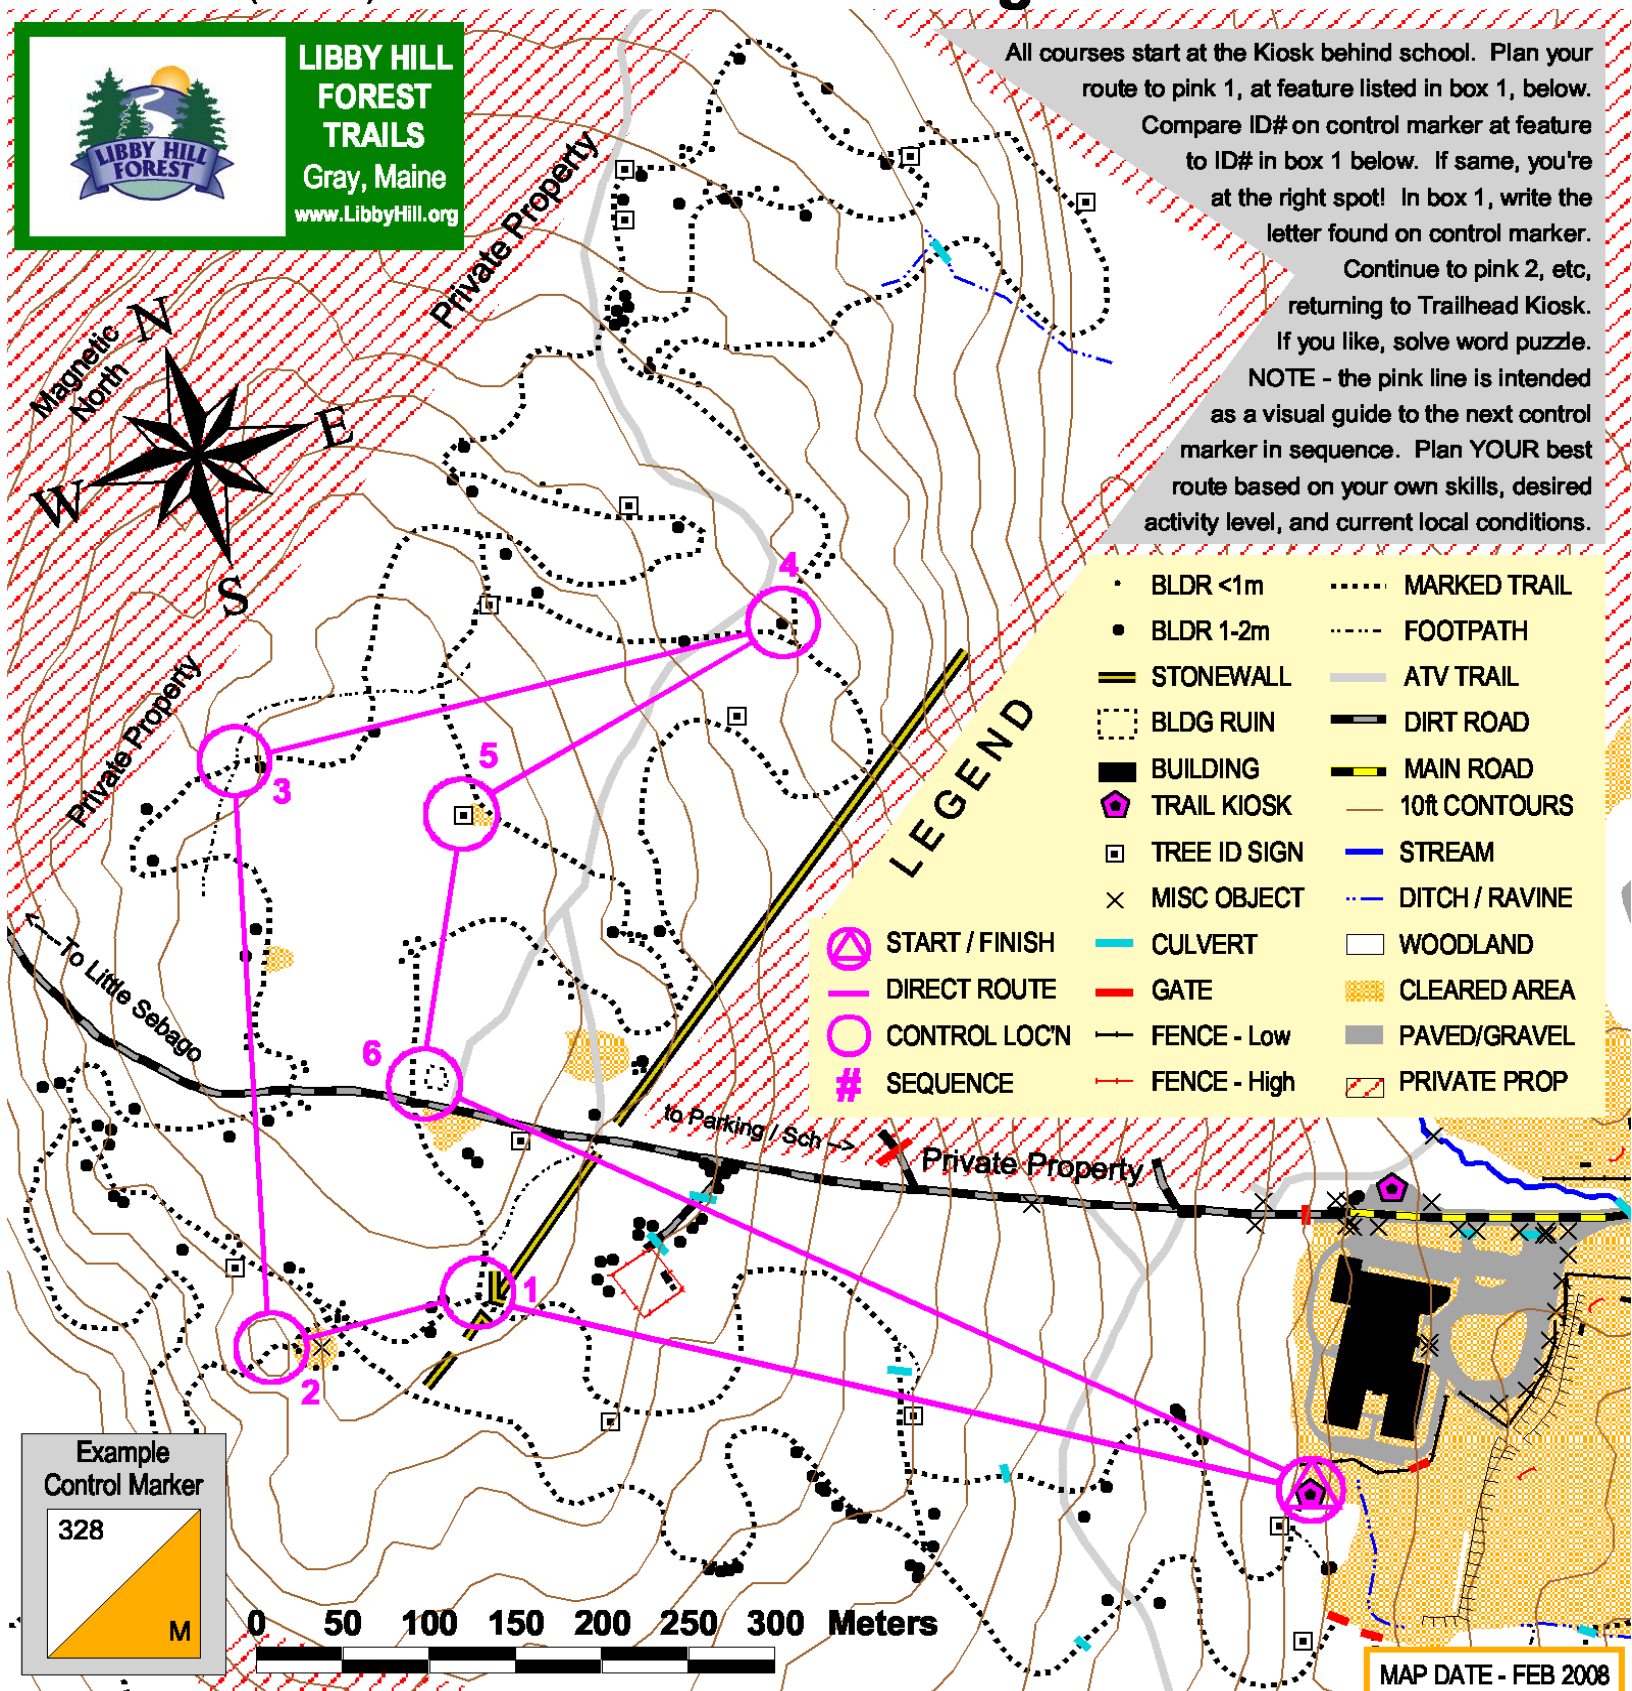 LIBBY HILL
FOREST
TRAILS
Gray, Maine
www.LibbyHill.org
LIBBY HILL
FOREST
All courses start at the Kiosk behind school. Plan your
route to pink 1, at feature listed in box 1, below.
Compare ID# on control marker at feature
to ID# in box 1 below. If same, you're
at the right spot! In box 1, write the
letter found on control marker.
Continue to pink 2, etc,
returning to Trailhead Kiosk.
If you like, solve word puzzle.
NOTE - the pink line is intended
as a visual guide to the next control
marker in sequence. Plan YOUR best
route based on your own skills, desired
activity level, and current local conditions.
Private Property
Magnetic
North
N
E
W
S
Private Property
4
5
3
6
1
2
<----To Little Sebago
to Parking / Sch -->
Private Property
LEGEND
BLDR <1m
MARKED TRAIL
BLDR 1-2m
FOOTPATH
STONEWALL
ATV TRAIL
BLDG RUIN
DIRT ROAD
BUILDING
MAIN ROAD
TRAIL KIOSK
10ft CONTOURS
TREE ID SIGN
STREAM
MISC OBJECT
DITCH / RAVINE
START / FINISH
CULVERT
WOODLAND
DIRECT ROUTE
GATE
CLEARED AREA
CONTROL LOC'N
FENCE - Low
PAVED/GRAVEL
# SEQUENCE
FENCE - High
PRIVATE PROP
Example
Control Marker
328
M
0 50 100 150 200 250 300 Meters
MAP DATE - FEB 2008